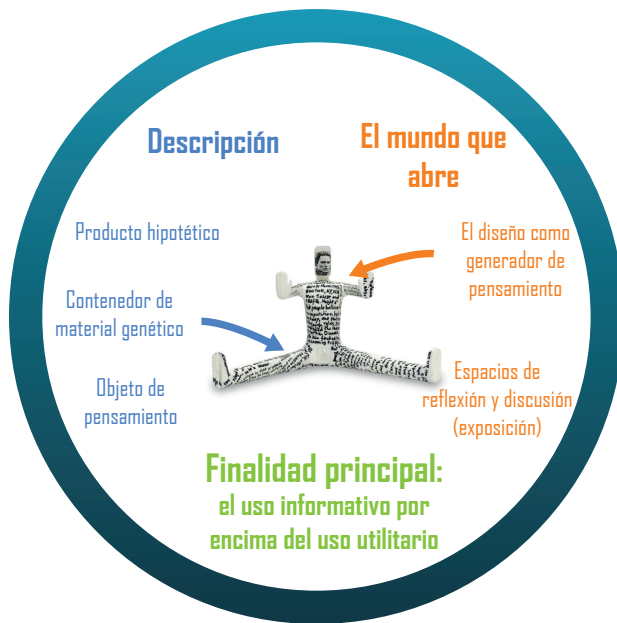 Descripción
El mundo que
abre
Producto hipotético
Contenedor de
material genético
Objeto de
pensamiento
El diseño como
generador de
pensamiento
Espacios de
reflexión y discusión
(exposición)
Finalidad principal:
el uso informativo por
encima del uso utilitario